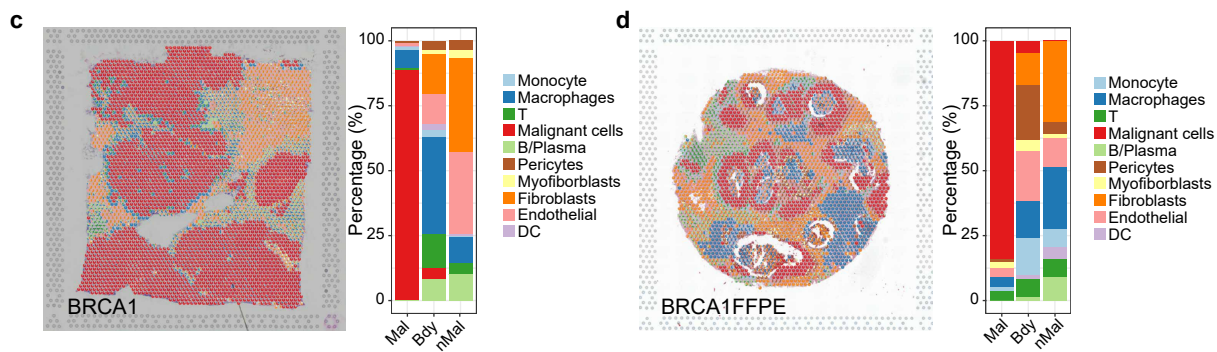 c
BRCA1
Percentage (%)
100
75
50
25
0
Mal
Bdy
nMal
Monocyte
Macrophages
T
Malignant cells
B/Plasma
Pericytes
Myofiborblasts
Fibroblasts
Endothelial
DC
d
BRCA1FFPE
Percentage (%)
100
75
50
25
0
Mal
Bdy
nMal
Monocyte
Macrophages
T
Malignant cells
B/Plasma
Pericytes
Myofiborblasts
Fibroblasts
Endothelial
DC